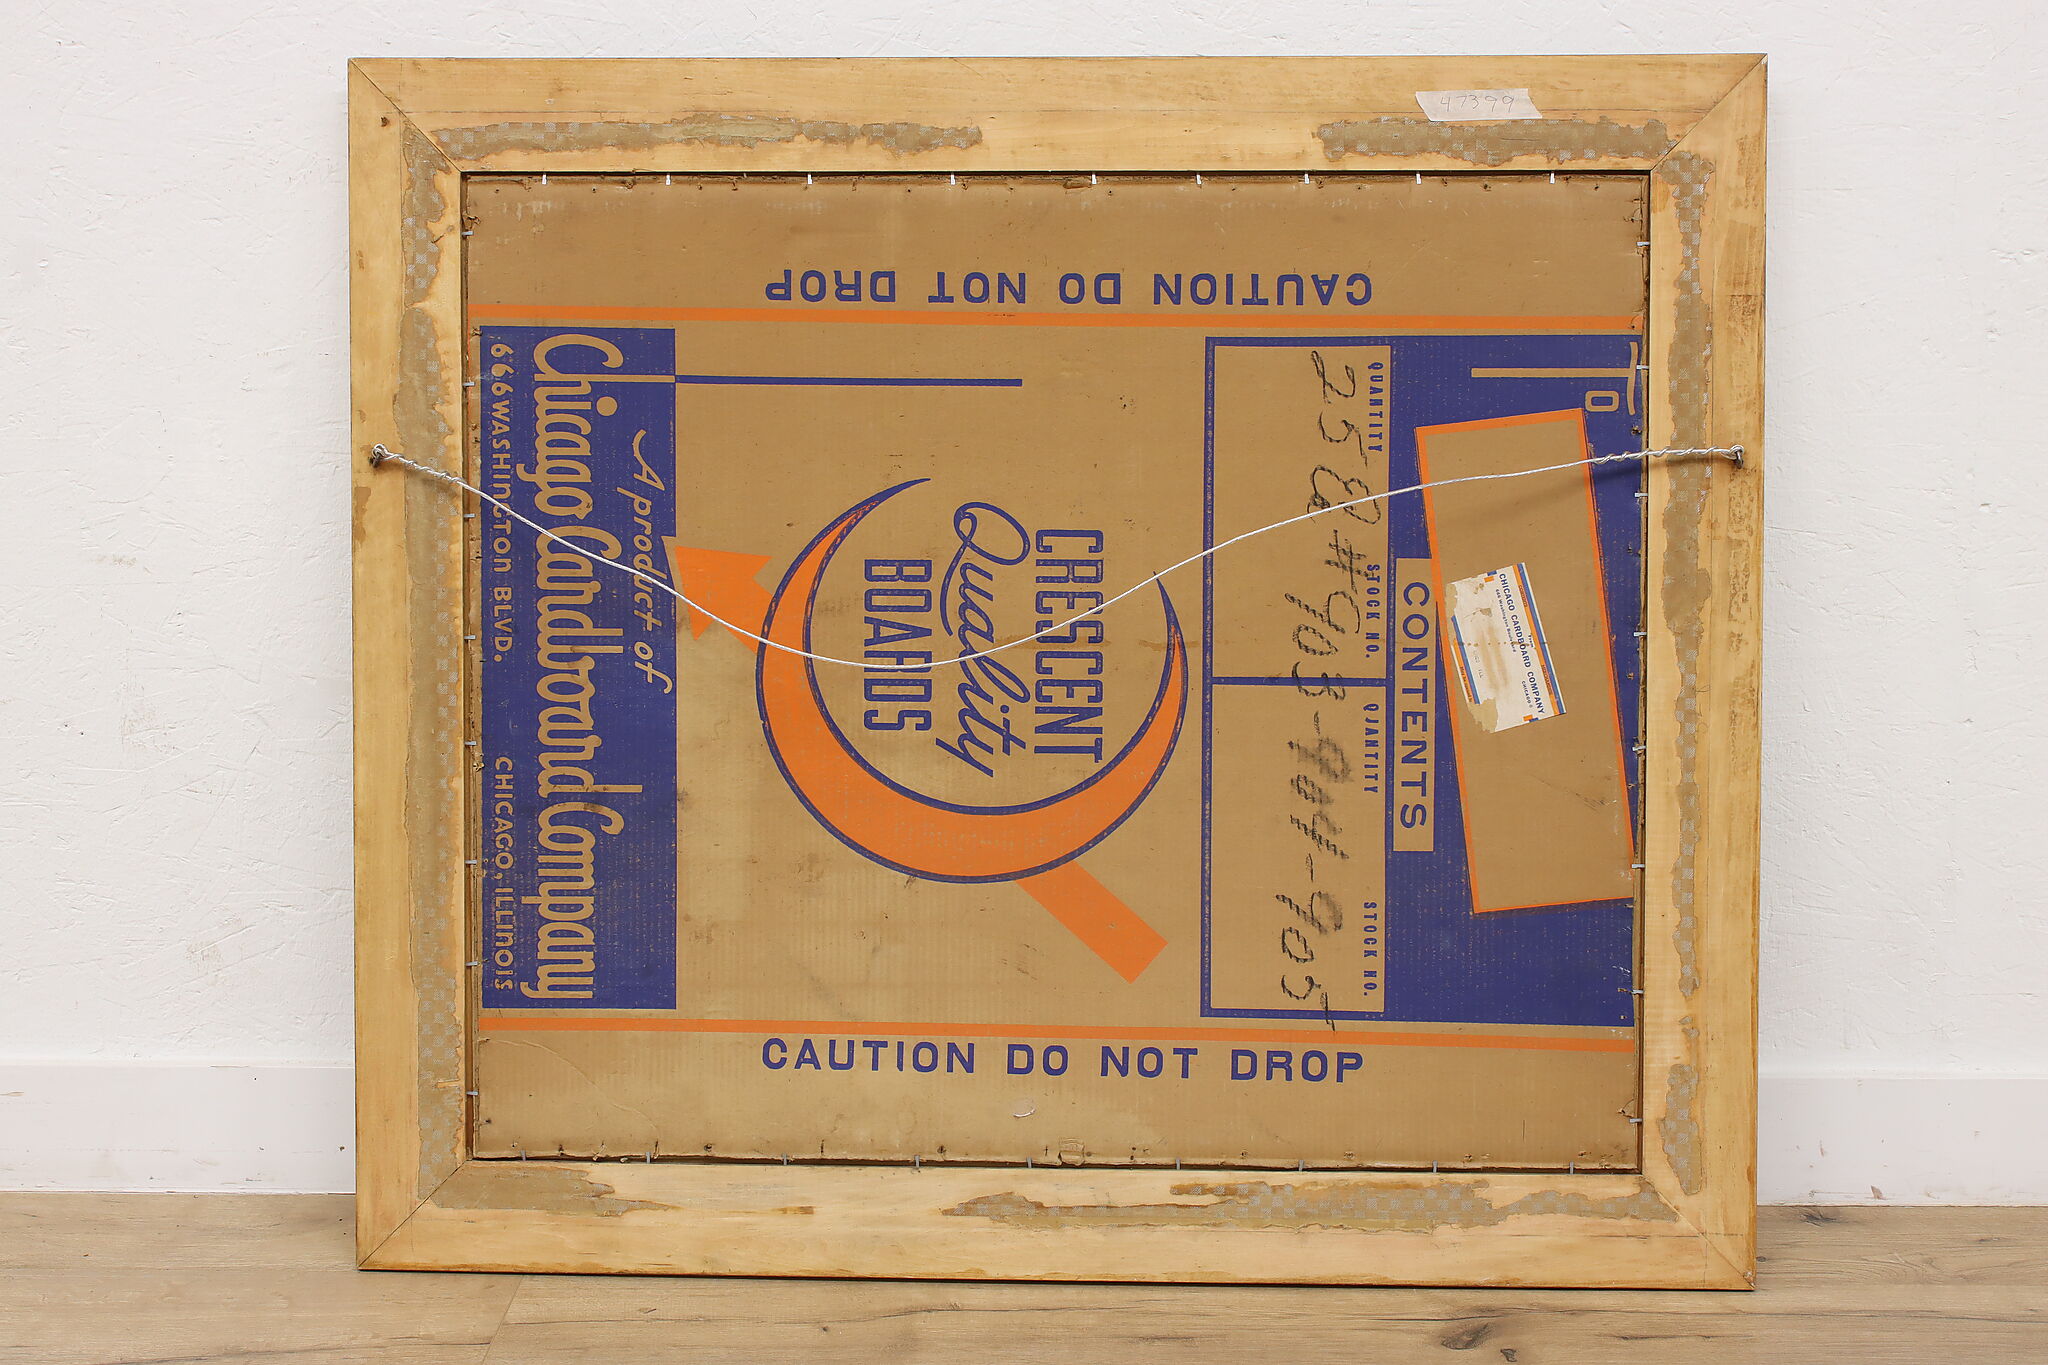 47399
CAUTION DO NOT DROP
TO
CHICAGO CARDBOARD COMPANY
CONTENTS
QUANTITY STOCK NO. QUANTITY STOCK NO.
903-904-905
CRESCENT
Quality
BOARDS
A product of
Chicago Cardboard Company
666 WASHINGTON BLVD. CHICAGO, ILLINOIS
CAUTION DO NOT DROP